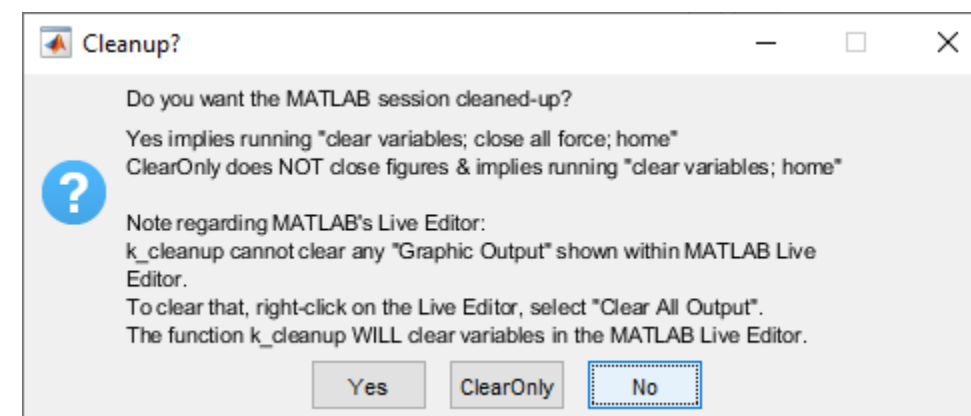 Cleanup?
Do you want the MATLAB session cleaned-up?
Yes implies running "clear variables; close all force; home"
ClearOnly does NOT close figures & implies running "clear variables; home"
Note regarding MATLAB's Live Editor:
k_cleanup cannot clear any "Graphic Output" shown within MATLAB Live
Editor.
To clear that, right-click on the Live Editor, select "Clear All Output".
The function k_cleanup WILL clear variables in the MATLAB Live Editor.
Yes ClearOnly No